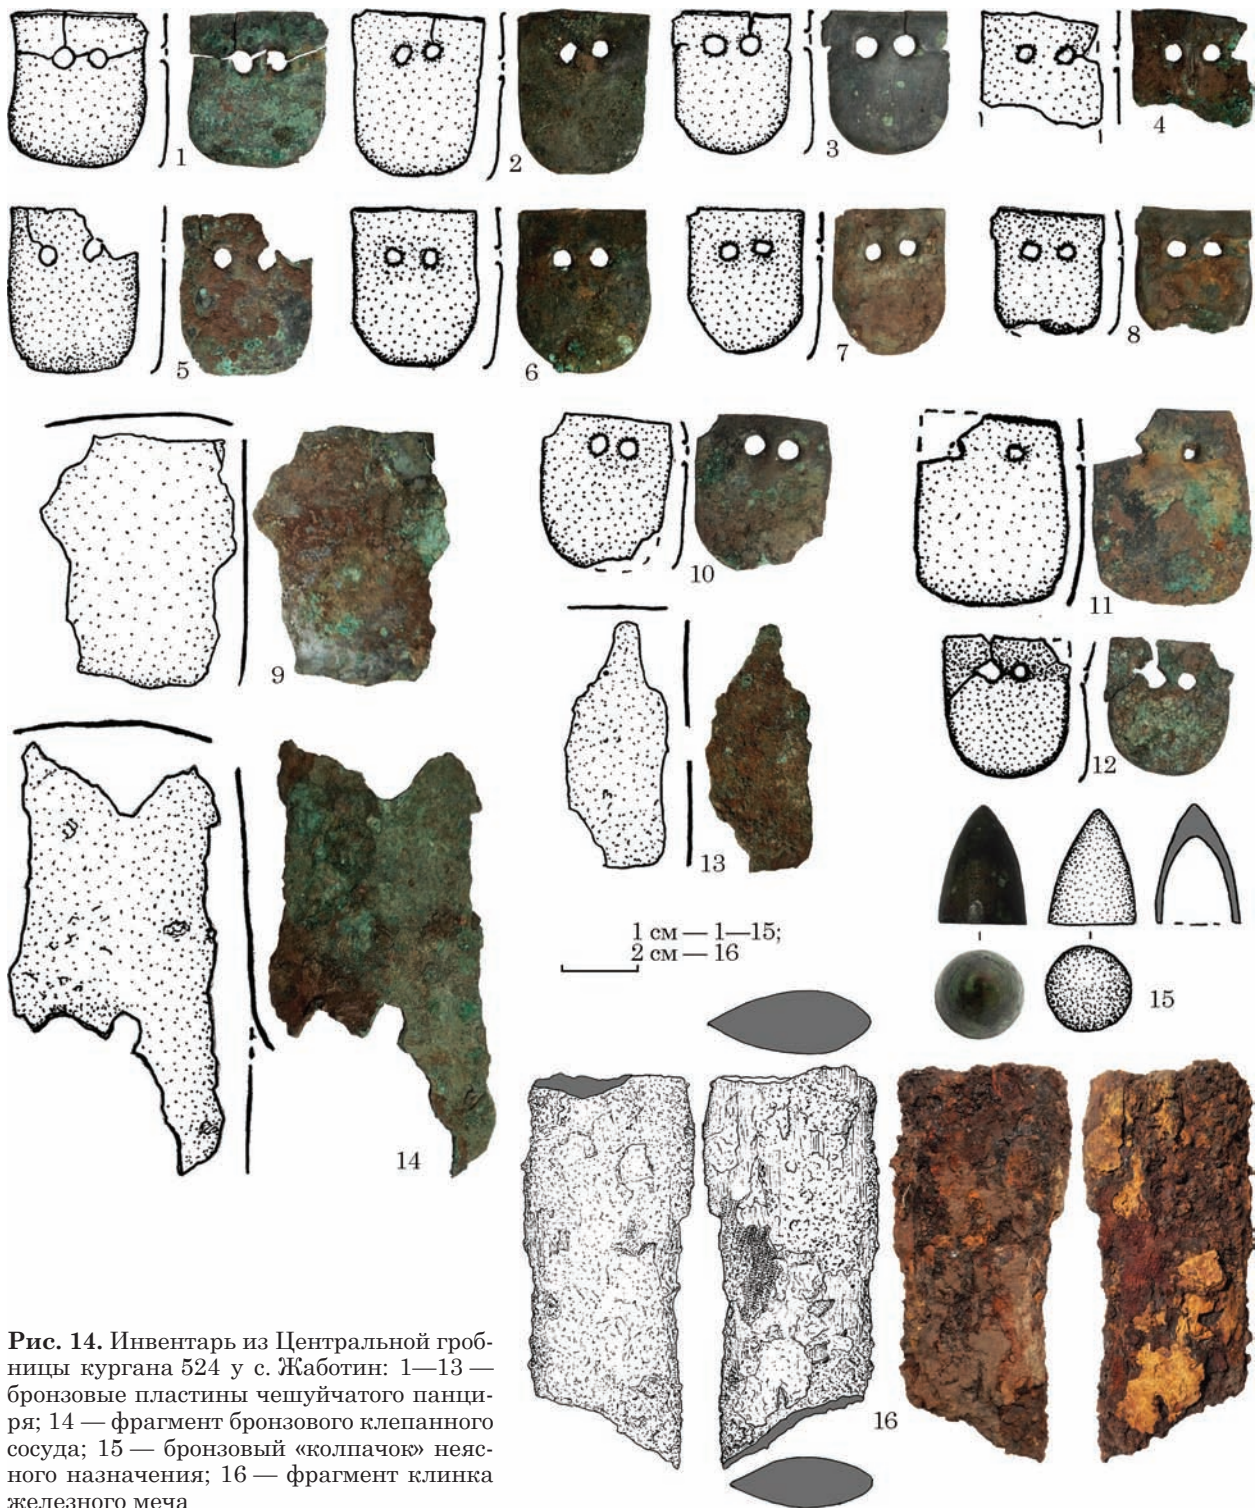 1
2
3
4
5
6
7
8
9
10
11
12
13
14
15
16
1 см — 1—15;
2 см — 16
Рис. 14. Инвентарь из Центральной гроб-
ницы кургана 524 у с. Жаботин: 1—13 —
бронзовые пластины чешуйчатого панци-
ря; 14 — фрагмент бронзового клепанного
сосуда; 15 — бронзовый «колпачок» неяс-
ного назначения; 16 — фрагмент клинка
железного меча